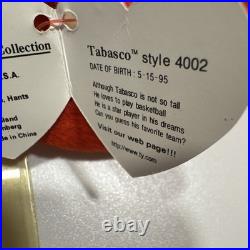 Collection
.S.A.
n. Hants
land
nberg
de in China
Tabasco™ style 4002
DATE OF BIRTH : 5-15-95
Although Tabasco is not so tall
He loves to play basketball
He is a star player in his dreams
Can you guess his favorite team?
Visit our web page!!!
http://www.ty.com